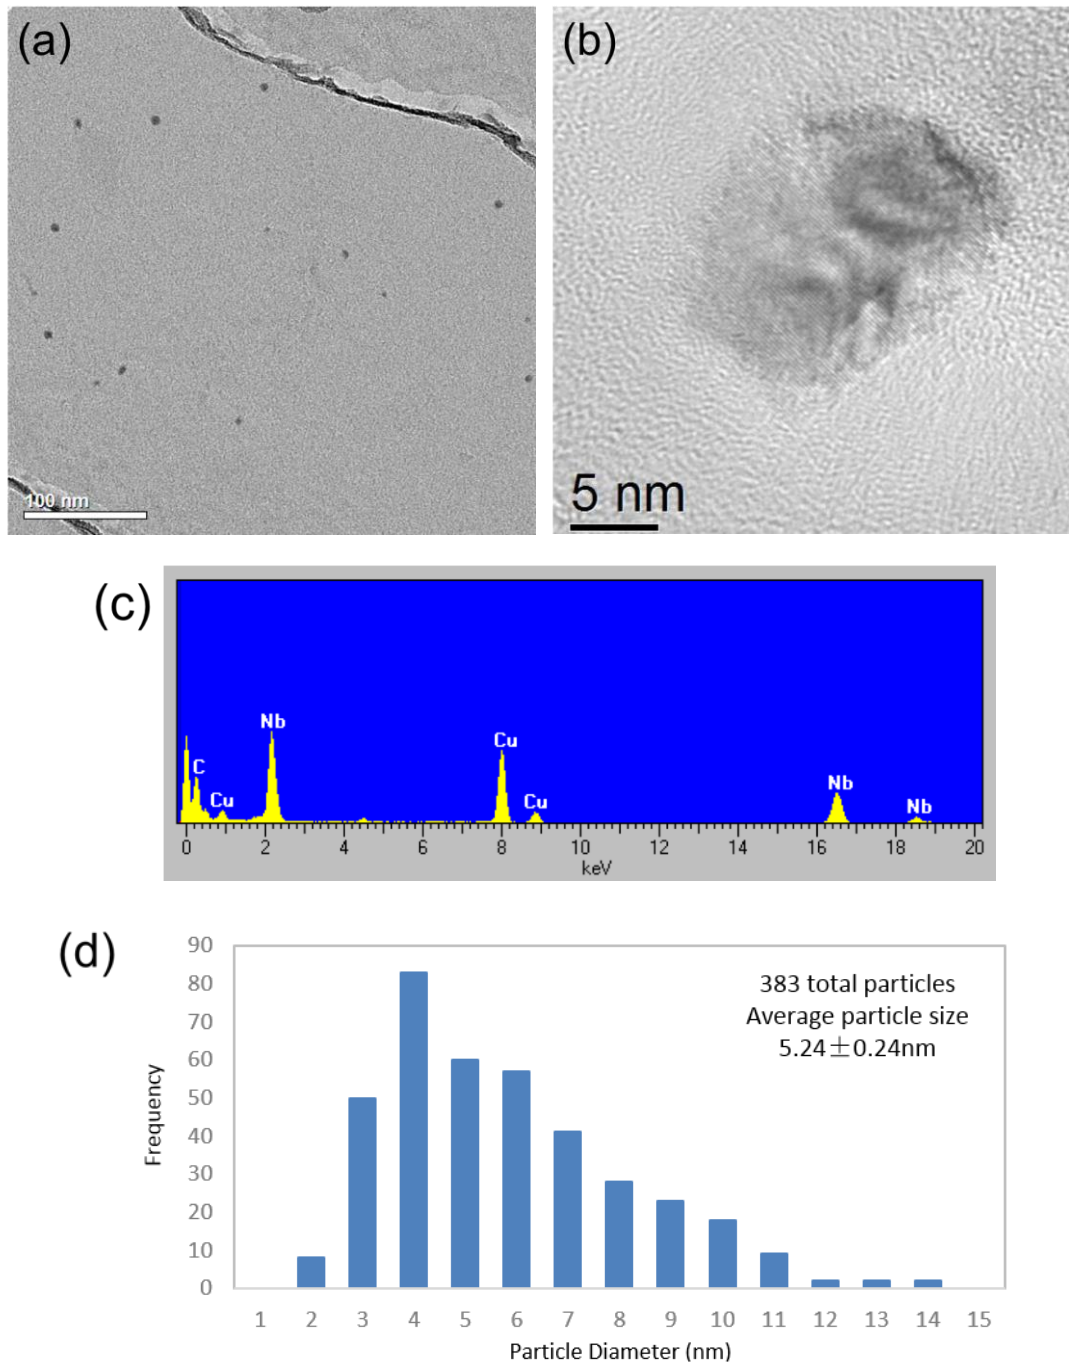 (a)
100 nm
(b)
5 nm
(c)
Nb
C
Cu
Cu
Cu
Nb
Nb
0 2 4 6 8 10 12 14 16 18 20
keV
(d)
90
80
70
60
50
40
30
20
10
0
Frequency
383 total particles
Average particle size
5.24±0.24nm
1 2 3 4 5 6 7 8 9 10 11 12 13 14 15
Particle Diameter (nm)